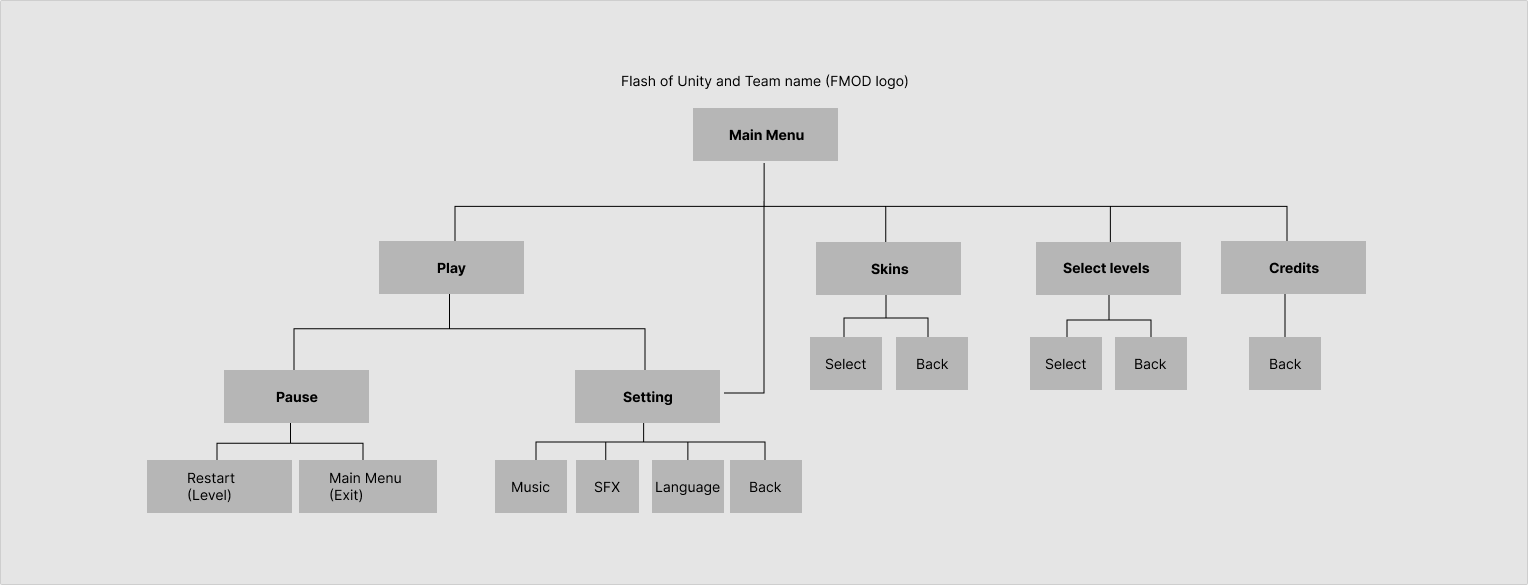 Flash of Unity and Team name (FMOD logo)
Main Menu
Play
Skins
Select levels
Credits
Select
Back
Select
Back
Back
Pause
Setting
Restart
(Level)
Main Menu
(Exit)
Music
SFX
Language
Back